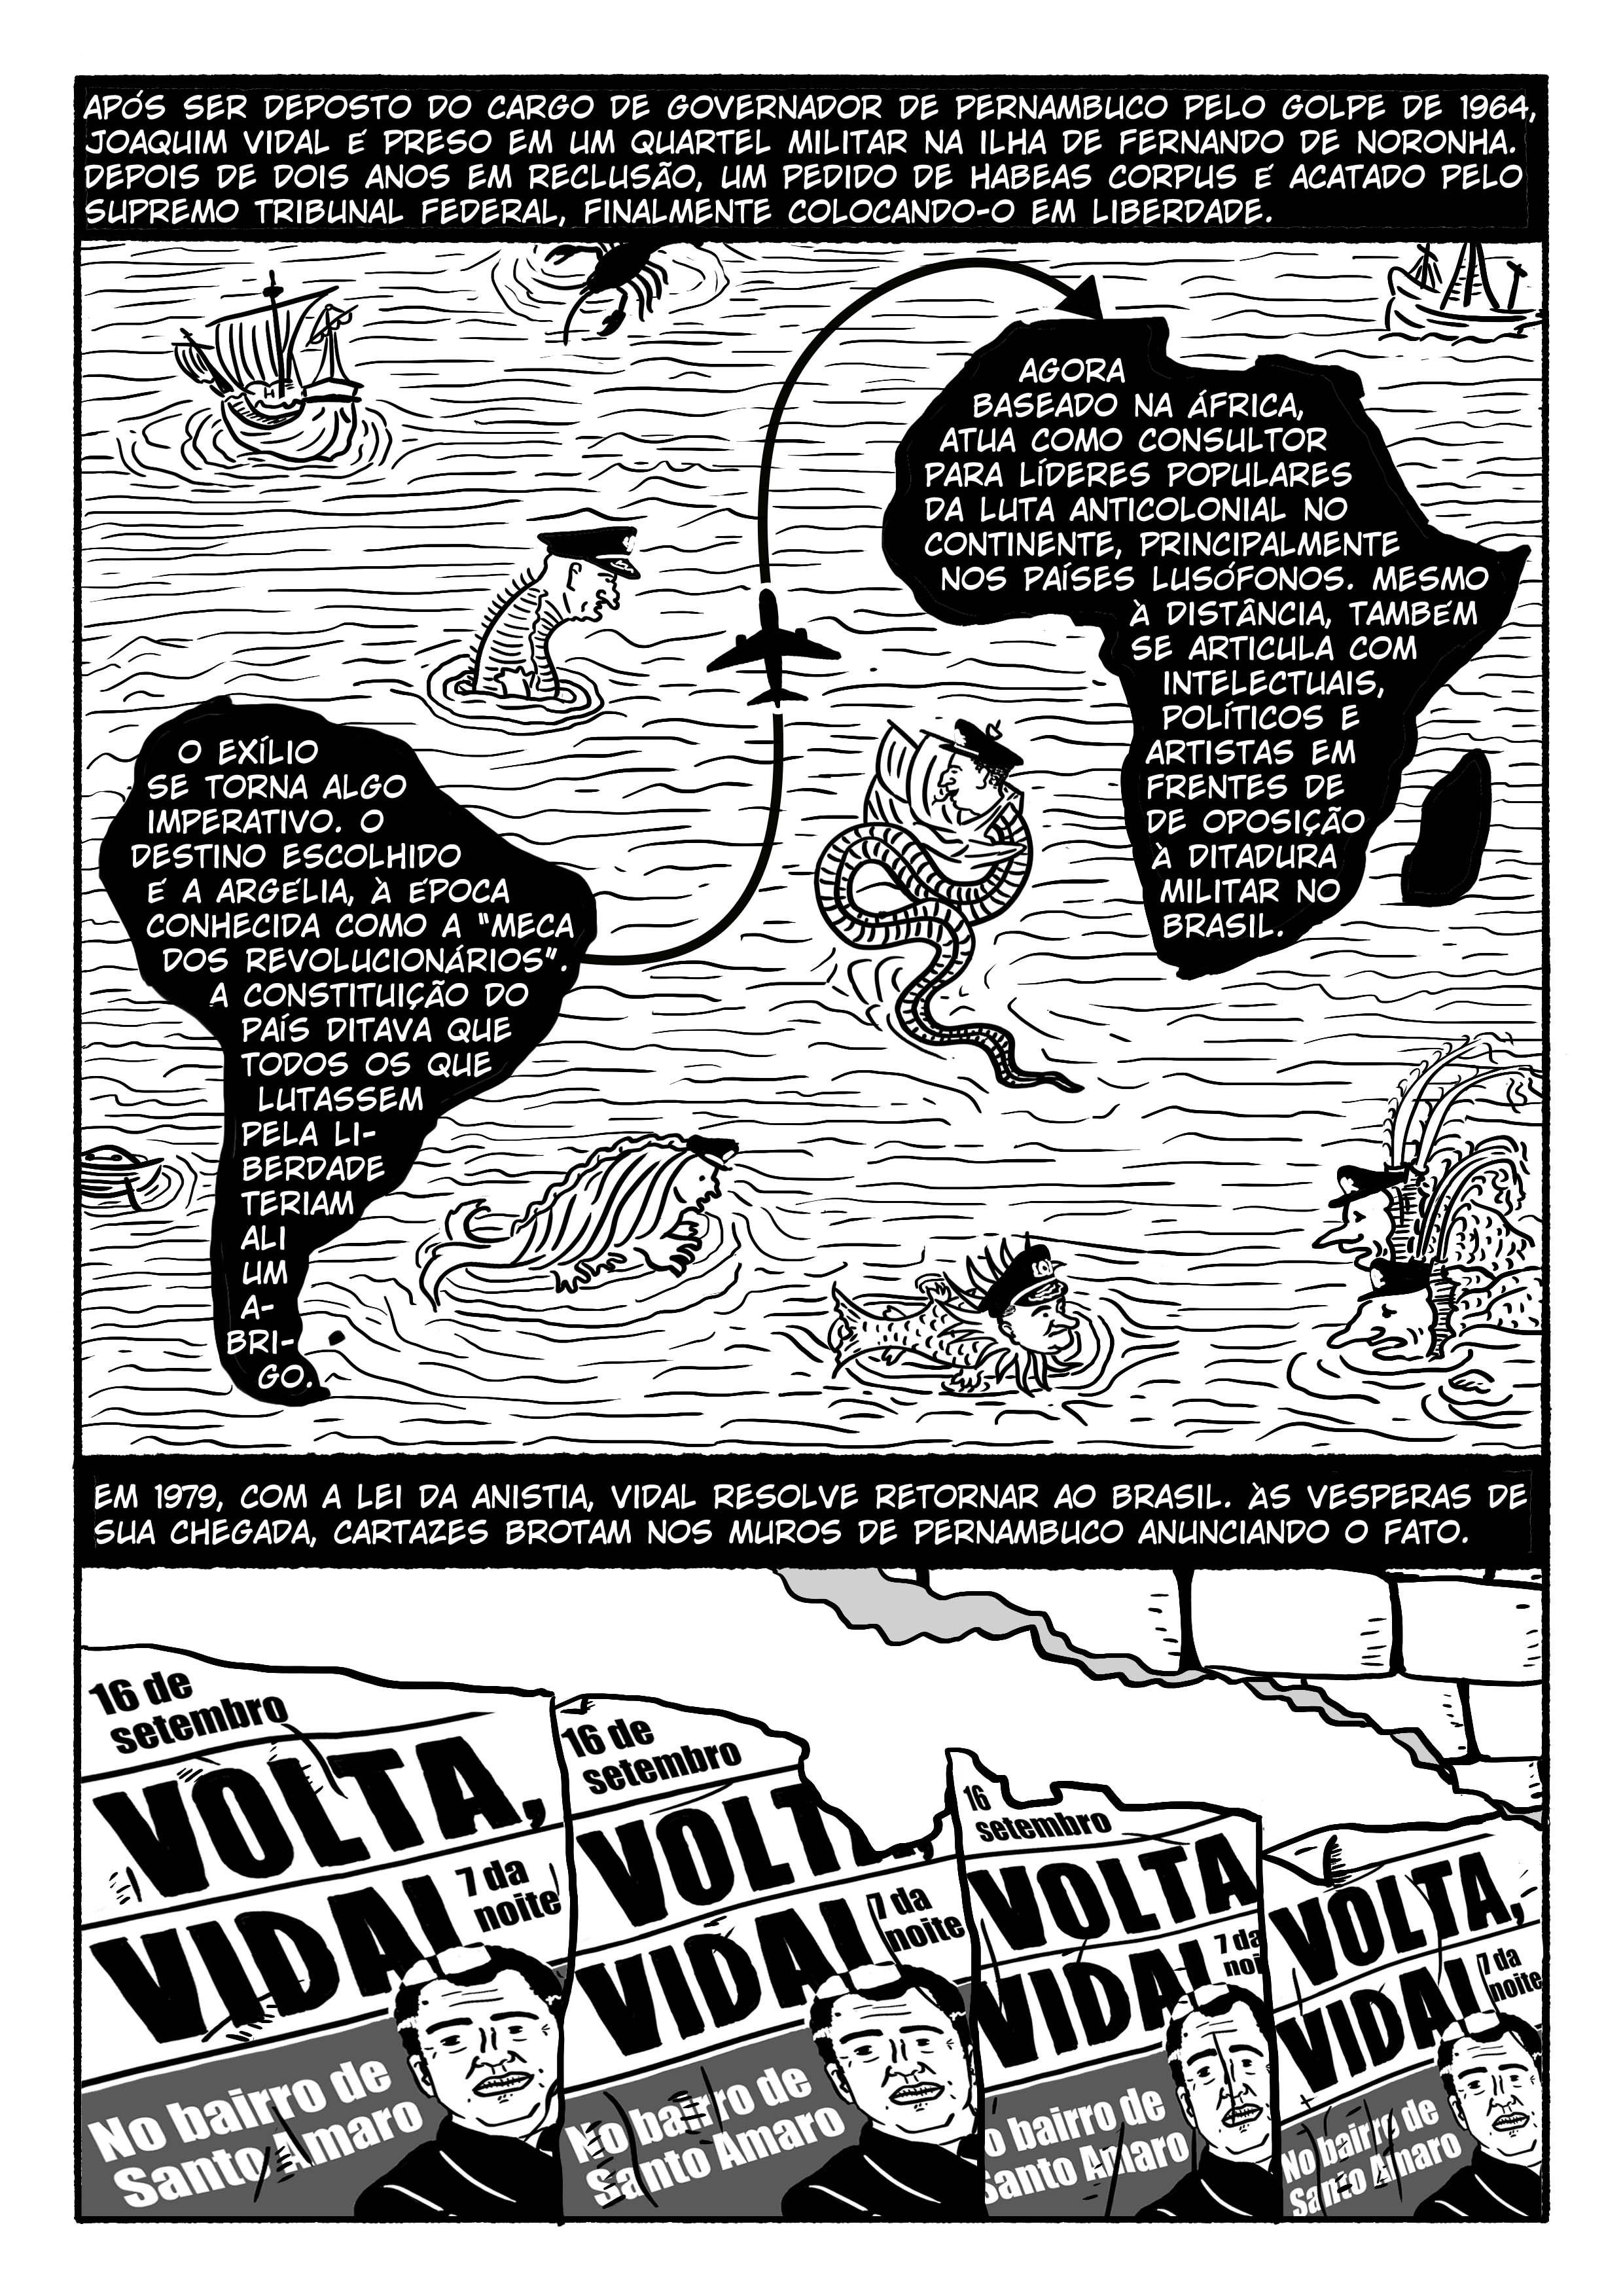 APÓS SER DEPOSTO DO CARGO DE GOVERNADOR DE PERNAMBUCO PELO GOLPE DE 1964,
JOAQUIM VIDAL É PRESO EM UM QUARTEL MILITAR NA ILHA DE FERNANDO DE NORONHA.
DEPOIS DE DOIS ANOS EM RECLUSÃO, UM PEDIDO DE HABEAS CORPUS É ACATADO PELO
SUPREMO TRIBUNAL FEDERAL, FINALMENTE COLOCANDO-O EM LIBERDADE.
O EXÍLIO
SE TORNA ALGO
IMPERATIVO. O
DESTINO ESCOLHIDO
É A ARGÉLIA, À ÉPOCA
CONHECIDA COMO A "MECA
DOS REVOLUCIONÁRIOS".
A CONSTITUIÇÃO DO
PAÍS DITAVA QUE
TODOS OS QUE
LUTASSEM
PELA LI-
BERDADE
TERIAM
ALI
UM
A-
BRI-
GO.
AGORA
BASEADO NA ÁFRICA,
ATUA COMO CONSULTOR
PARA LÍDERES POPULARES
DA LUTA ANTICOLONIAL NO
CONTINENTE, PRINCIPALMENTE
NOS PAÍSES LUSÓFONOS. MESMO
À DISTÂNCIA, TAMBÉM
SE ARTICULA COM
INTELECTUAIS,
POLÍTICOS E
ARTISTAS EM
FRENTES DE
DE OPOSIÇÃO
À DITADURA
MILITAR NO
BRASIL.
EM 1979, COM A LEI DA ANISTIA, VIDAL RESOLVE RETORNAR AO BRASIL. ÀS VÉSPERAS DE
SUA CHEGADA, CARTAZES BROTAM NOS MUROS DE PERNAMBUCO ANUNCIANDO O FATO.
16 de
setembro
VOLTA,
VIDAL
7 da
noite
No bairro de
Santo Amaro
16 de
setembro
VOLTA,
VIDAL
7 da
noite
No bairro de
Santo Amaro
16
setembro
VOLTA
VIDAL
7 da
noi
o bairro de
Santo Amaro
VOLTA,
VIDAL
7 da
noite
No bairro de
Santo Amaro